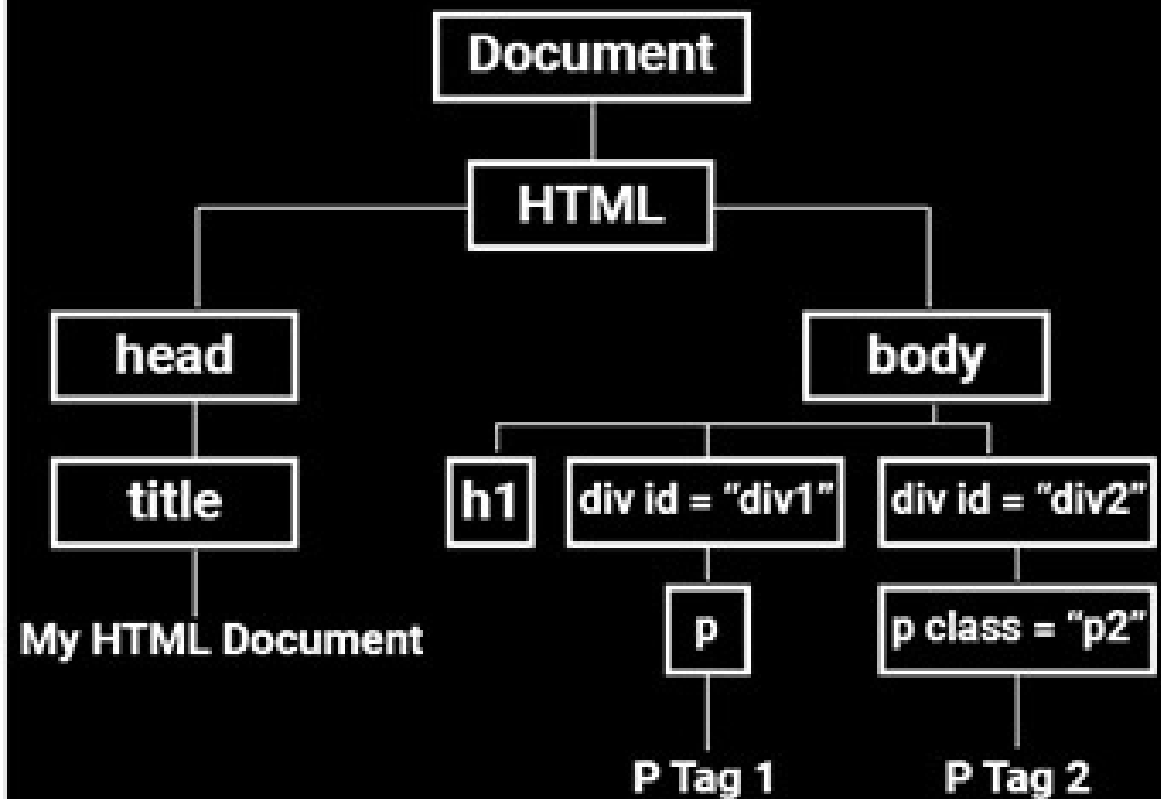 Document
HTML
head
body
title
h1
div id = “div1”
div id = “div2”
p
p class = “p2”
My HTML Document
P Tag 1
P Tag 2